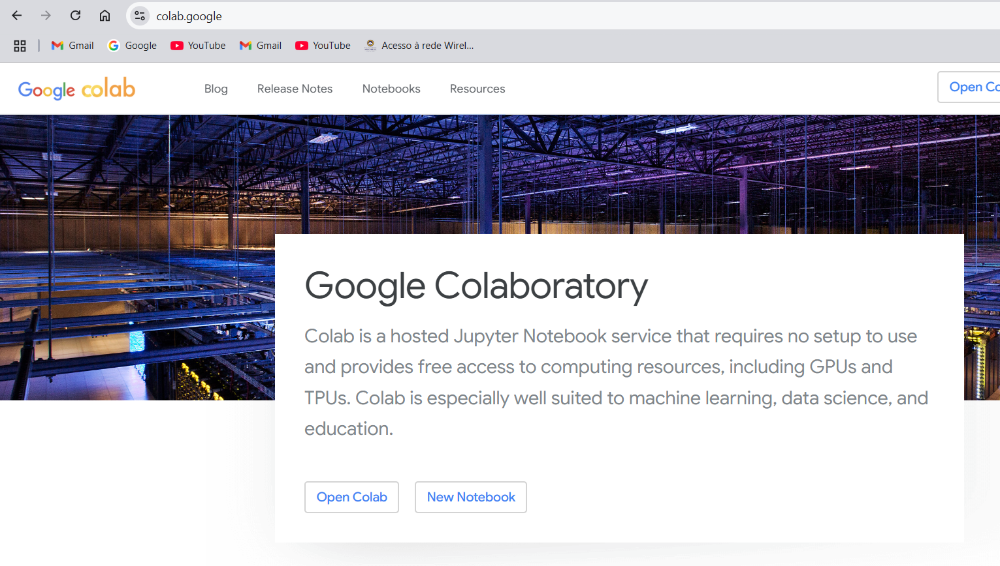 colab.google
Gmail Google YouTube Gmail YouTube Acesso à rede Wirel...
Google colab Blog Release Notes Notebooks Resources Open Co
Google Colaboratory
Colab is a hosted Jupyter Notebook service that requires no setup to use
and provides free access to computing resources, including GPUs and
TPUs. Colab is especially well suited to machine learning, data science, and
education.
Open Colab New Notebook